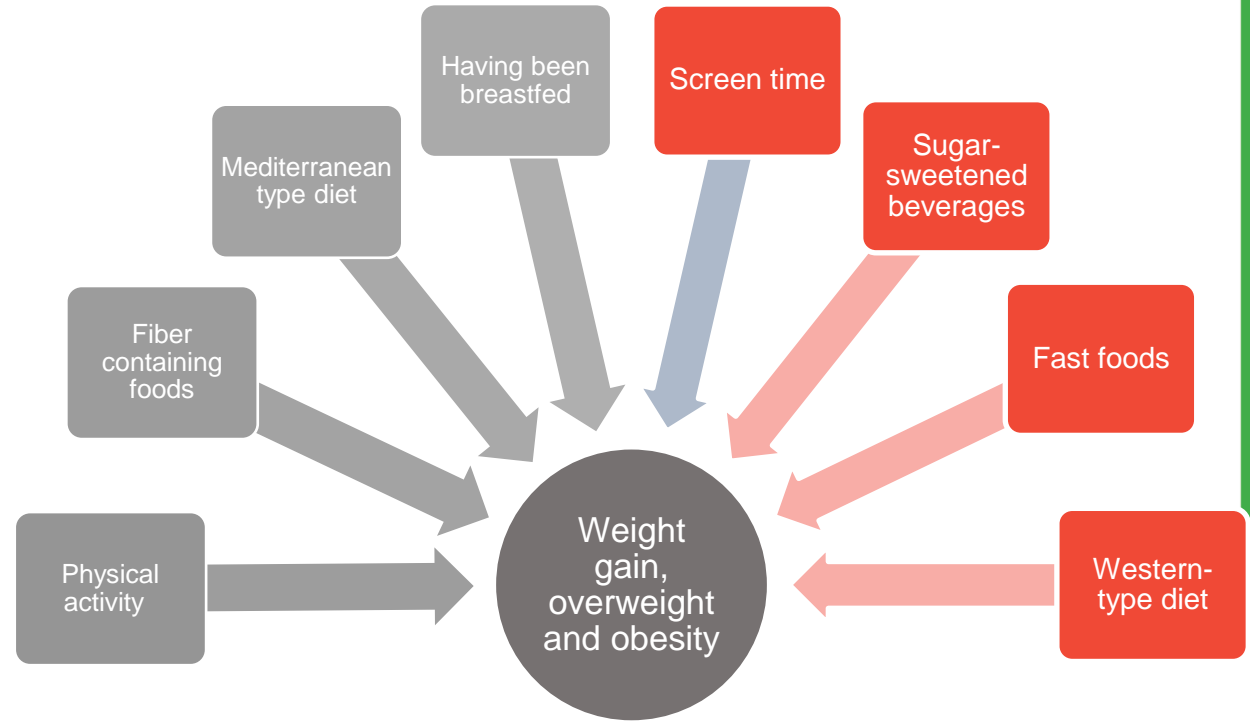 Having been
breastfed
Screen time
Mediterranean
type diet
Sugar-
sweetened
beverages
Fiber
containing
foods
Fast foods
Physical
activity
Weight
gain,
overweight
and obesity
Western-
type diet